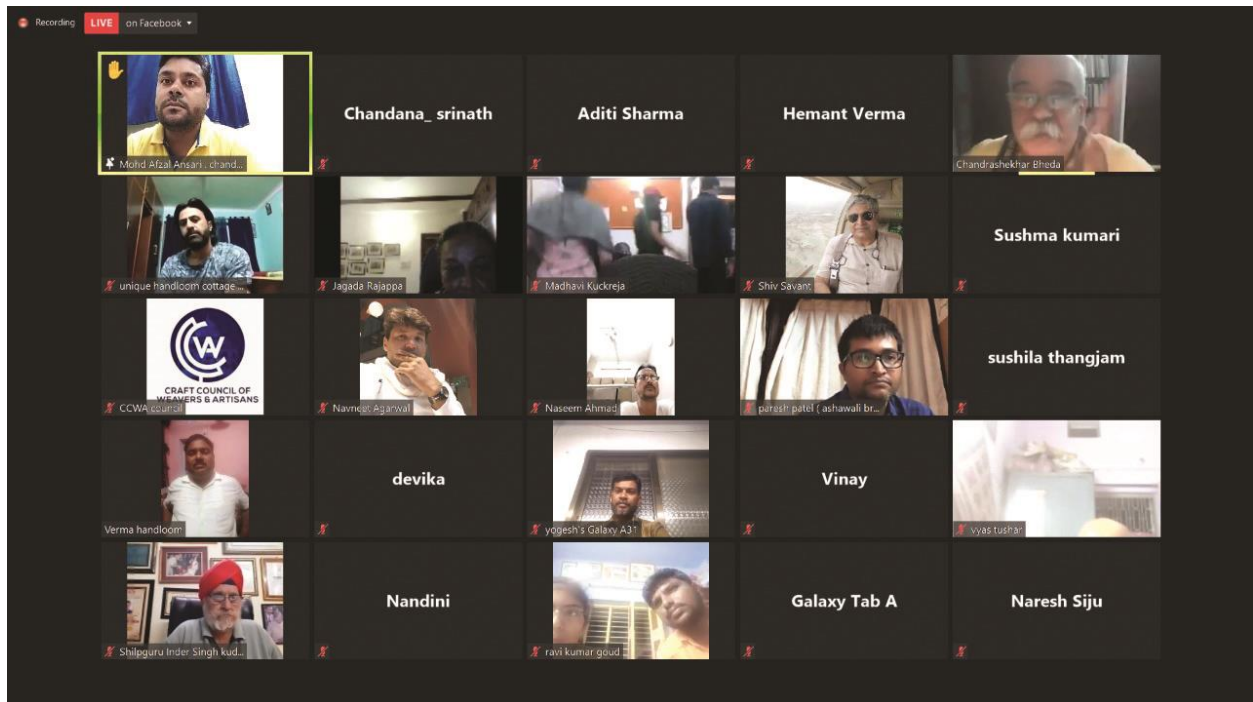 Recording LIVE on Facebook
Mohd Afzal Ansari . chand...
Chandana_ srinath
Aditi Sharma
Hemant Verma
Chandrashekhar Bheda
unique handloom cottage ...
Jagada Rajappa
Madhavi Kuckreja
Shiv Savant
Sushma kumari
CRAFT COUNCIL OF
WEAVERS & ARTISANS
CCWA council
Navneet Agarwal
Naseem Ahmad
paresh patel ( ashawali br...
sushila thangjam
Verma handloom
devika
yogesh's Galaxy A31
Vinay
vyas tushar
Shilpguru Inder Singh kud...
Nandini
ravi kumar goud
Galaxy Tab A
Naresh Siju